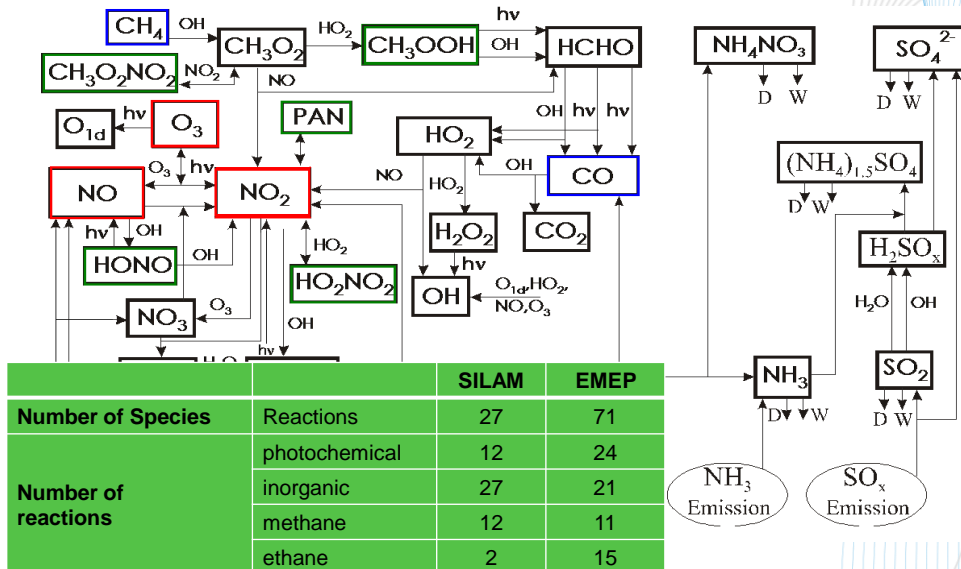 CH₄
OH
CH₃O₂
HO₂
CH₃OOH
hν
OH
HCHO
NH₄NO₃
D W
SO₄²⁻
D W
CH₃O₂NO₂
NO₂
NO
O₁d
hν
O₃
PAN
OH
hν
hν
HO₂
O₃
hν
NO
HO₂
OH
CO
(NH₄)₁.₅SO₄
D W
NO
NO₂
H₂O₂
CO₂
hν
OH
OH
HO₂
hν
H₂SOₓ
HONO
HO₂NO₂
OH
O₁d,HO₂,
NO,O₃
H₂O
OH
NO₃
O₃
OH
hν
NH₃
D W
SO₂
D W
NH₃
Emission
SOₓ
Emission
SILAM EMEP
Number of Species Reactions 27 71
Number of
reactions
photochemical 12 24
inorganic 27 21
methane 12 11
ethane 2 15